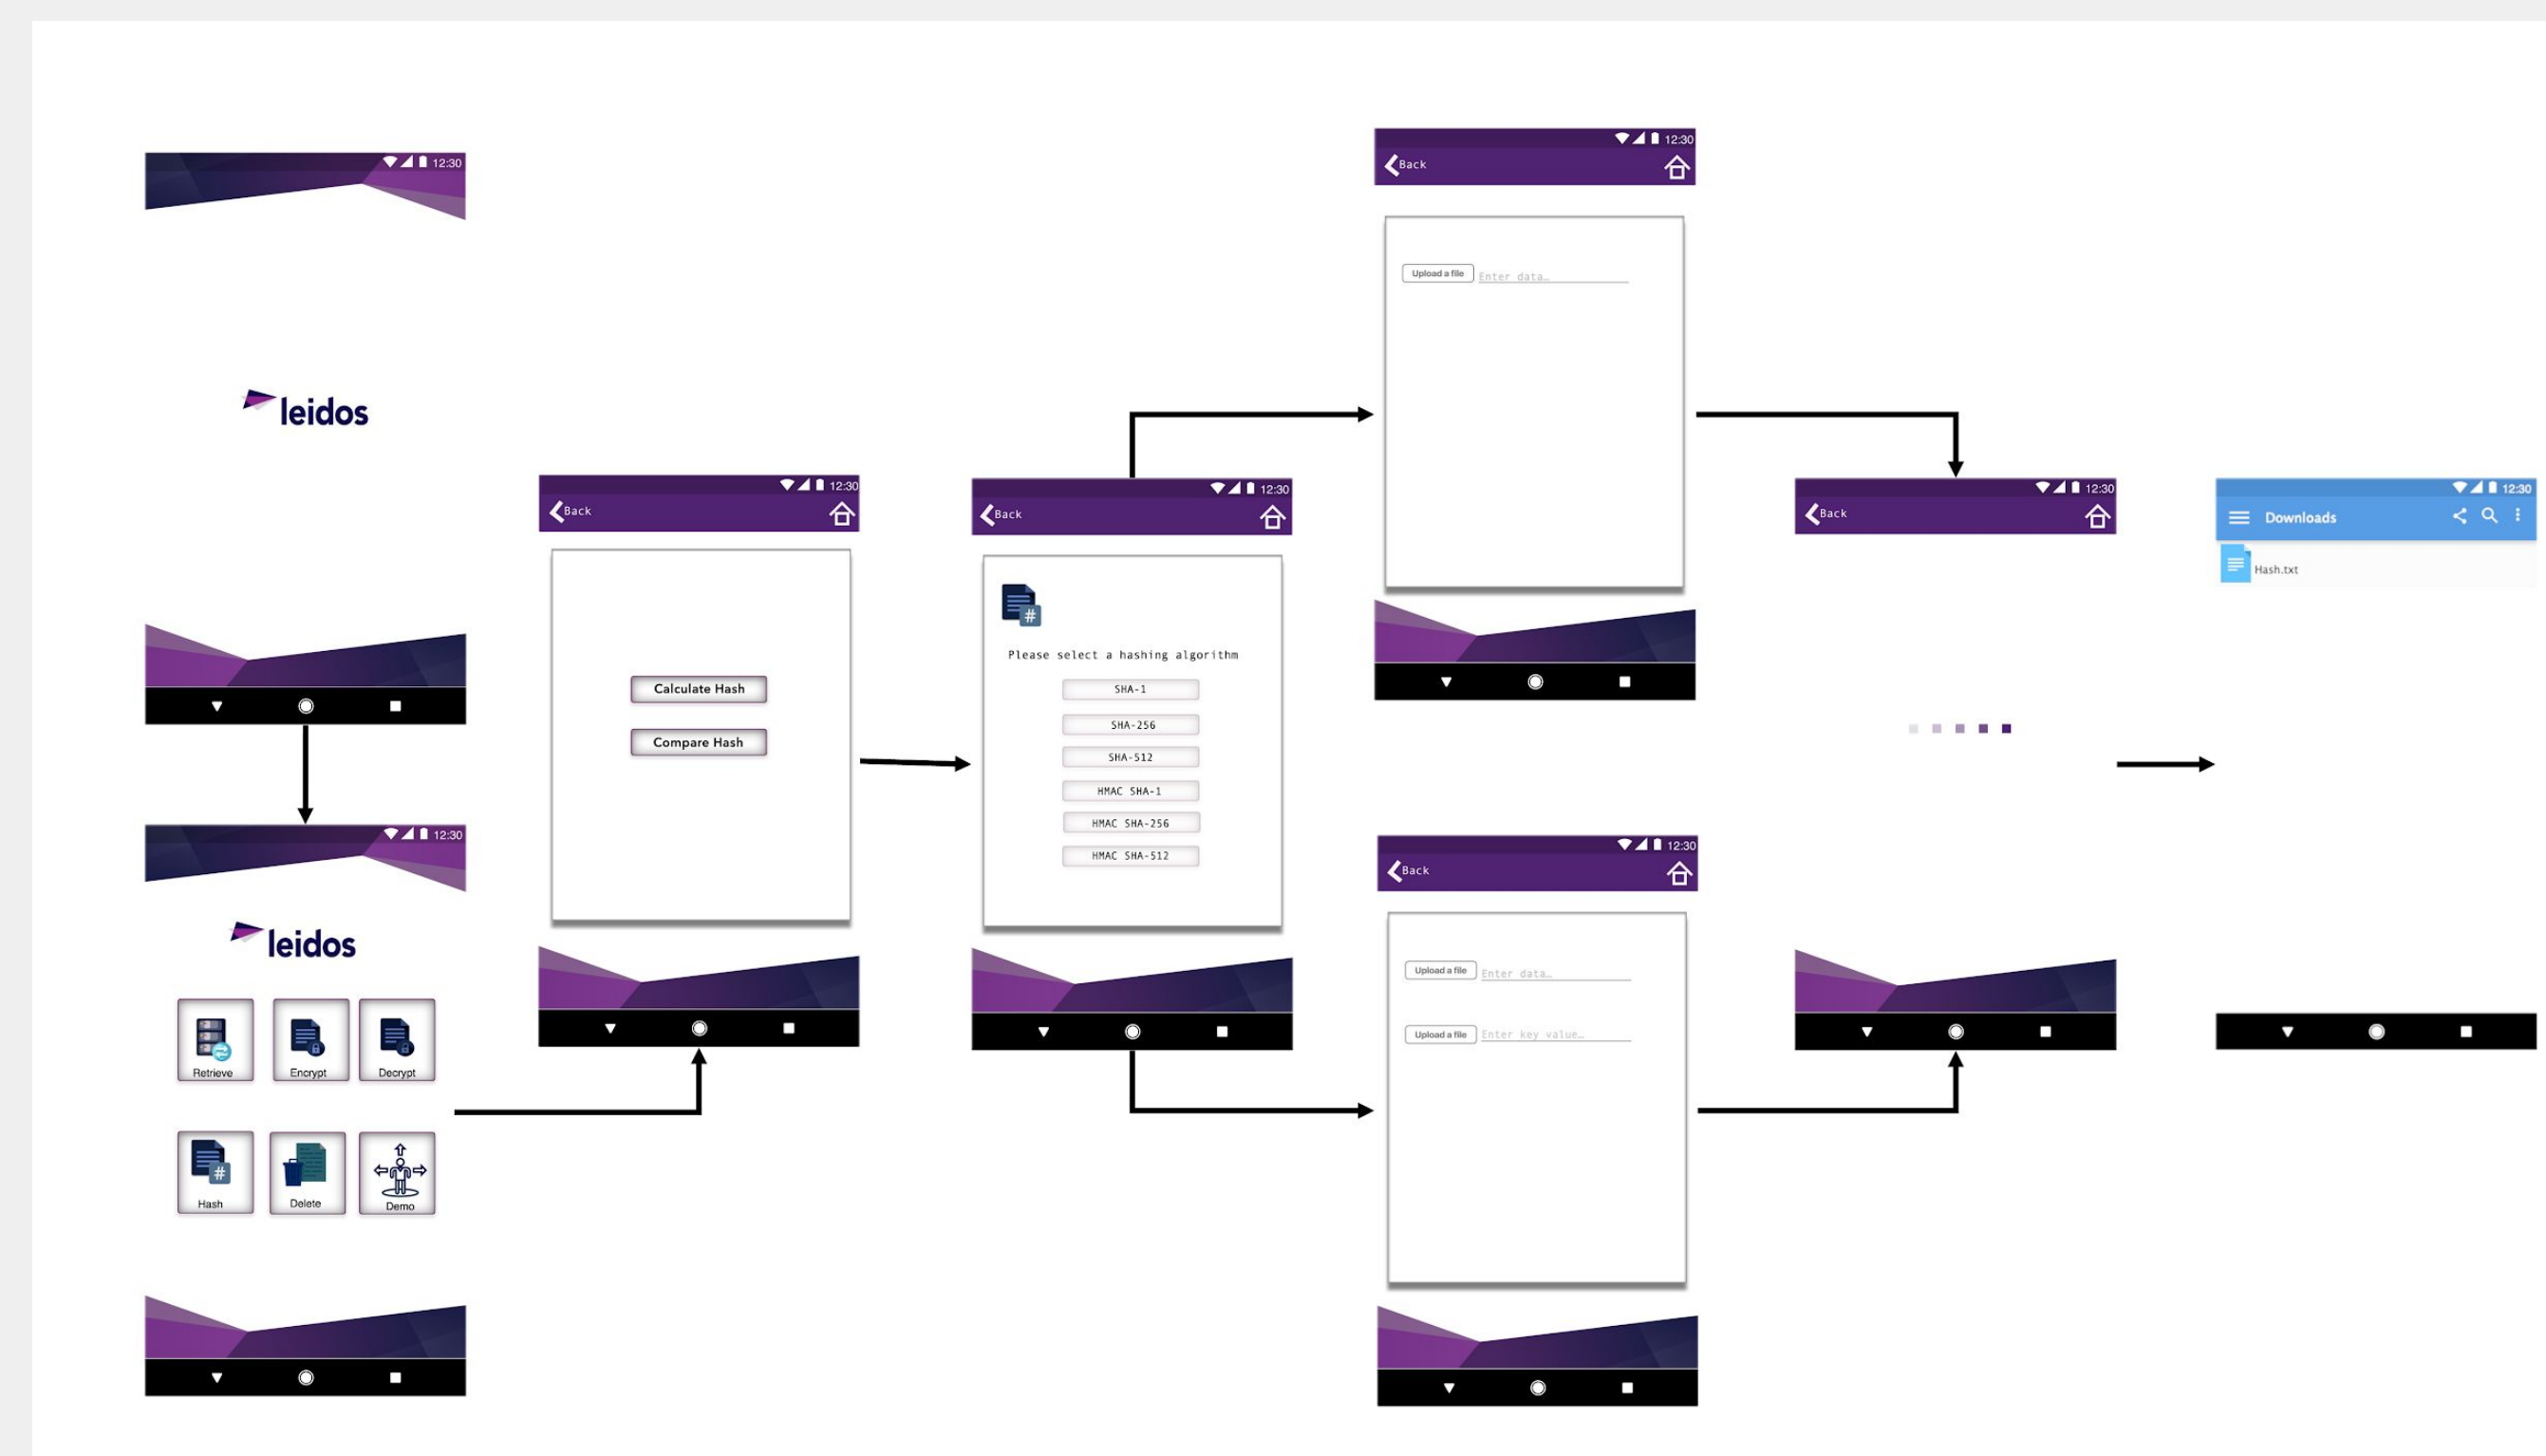 12:30
leidos
12:30
leidos
Retrieve
Encrypt
Decrypt
Hash
Delete
Demo
12:30
Back
Calculate Hash
Compare Hash
12:30
Back
#
Please select a hashing algorithm
SHA-1
SHA-256
SHA-512
HMAC SHA-1
HMAC SHA-256
HMAC SHA-512
12:30
Back
Upload a file Enter data…
12:30
Back
Upload a file Enter data…
Upload a file Enter key value…
12:30
Back
12:30
Downloads
Hash.txt